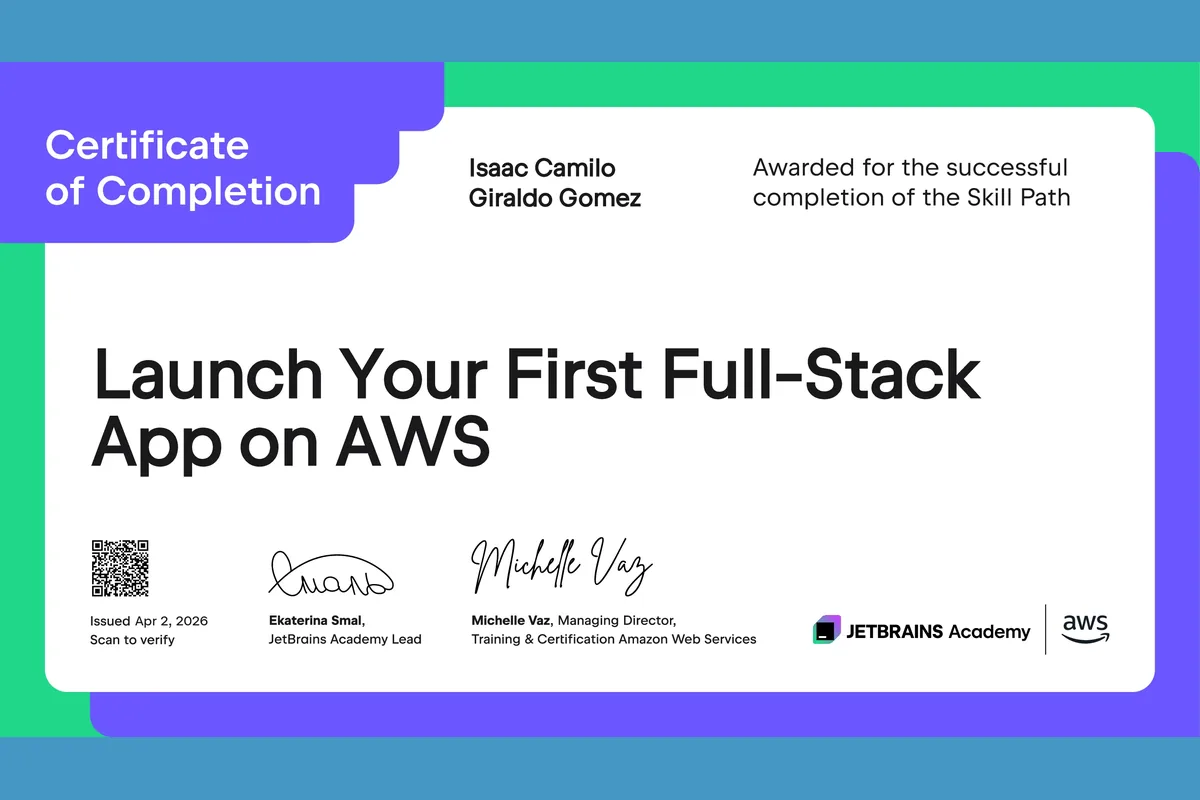 Certificate
of Completion
Isaac Camilo
Giraldo Gomez
Awarded for the successful
completion of the Skill Path
Launch Your First Full-Stack
App on AWS
Michelle Vaz
Issued Apr 2, 2026
Scan to verify
Ekaterina Smal,
JetBrains Academy Lead
Michelle Vaz, Managing Director,
Training & Certification Amazon Web Services
JETBRAINS Academy
aws